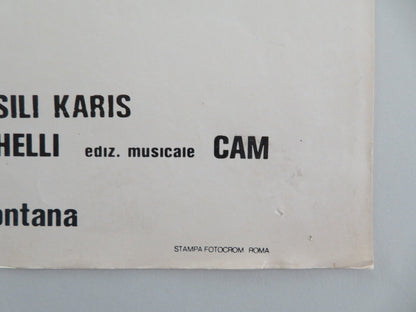 SILI KARIS
HELLI ediz. musicale CAM
ontana
STAMPA FOTOCROM ROMA